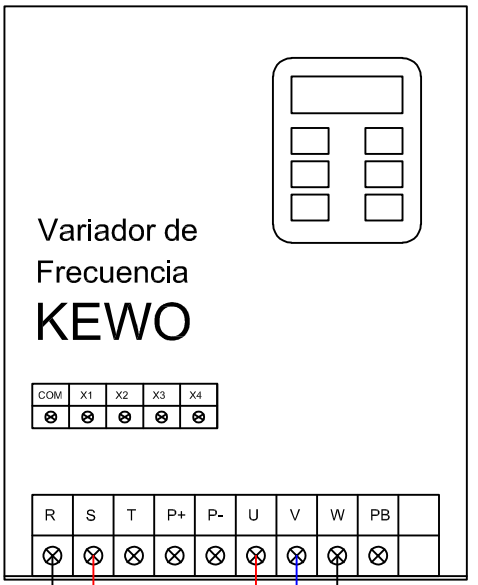 Variador de
Frecuencia
KEWO
COM X1 X2 X3 X4
R S T P+ P- U V W PB